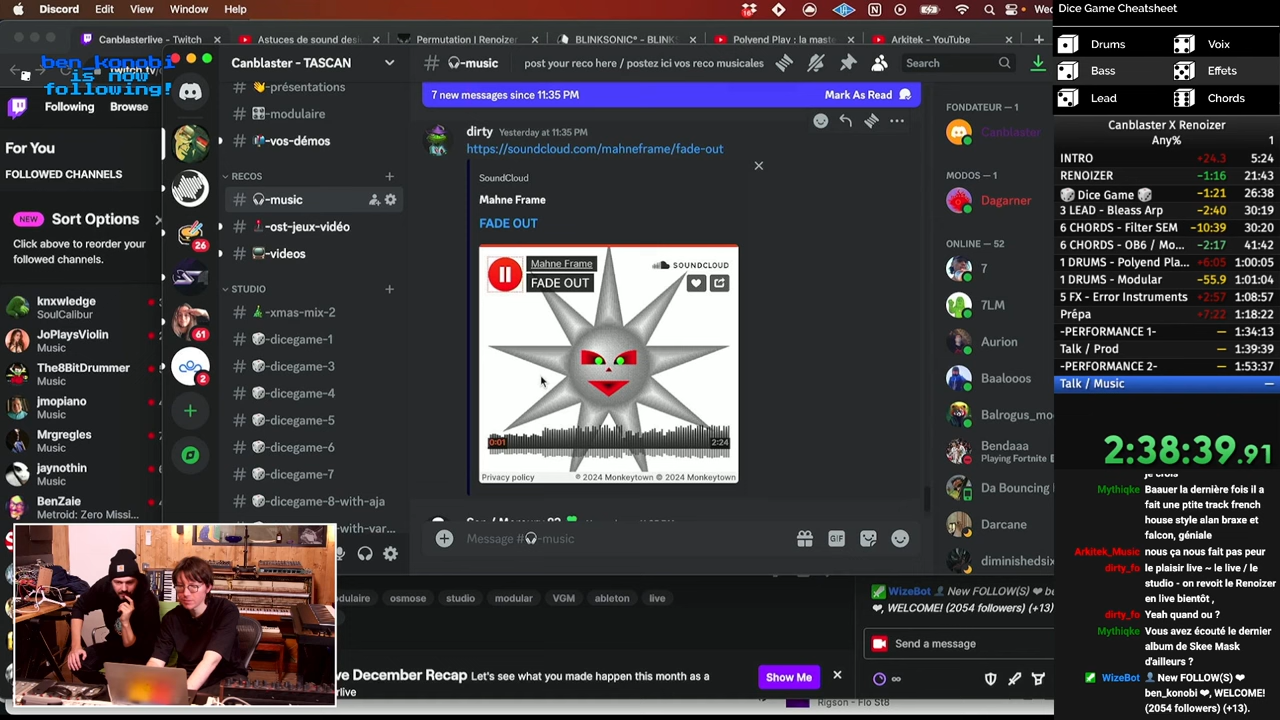 Discord Edit View Window Help
Canblasterlive - Twitch
Astuces de sound de
Permutation | Renoizer
BLINKSONIC® - BLINKS
Polyend Play : la maste
Arkitek - YouTube
ben_konobi
is now
following!
Following Browse
For You
FOLLOWED CHANNELS
NEW
Sort Options
Click above to reorder your
followed channels.
knxwledge
SoulCalibur
JoPlaysViolin
Music
The8BitDrummer
Music
jmopiano
Music
Mrgregles
Music
jaynothin
Music
BenZaie
Metroid: Zero Missi...
26
61
2
Canblaster - TASCAN
# 👋-présentations
# 🎛-modulaire
# -vos-démos
RECOS
# 🎧-music
# 🕹-ost-jeux-vidéo
# 📺-videos
STUDIO
# 🎄-xmas-mix-2
# 🎲-dicegame-1
# 🎲-dicegame-3
# 🎲-dicegame-4
# 🎲-dicegame-5
# 🎲-dicegame-6
# 🎲-dicegame-7
# 🎲-dicegame-8-with-aja
# 🎧-music
post your reco here / postez ici vos reco musicales
Search
7 new messages since 11:35 PM
Mark As Read
dirty Yesterday at 11:35 PM
https://soundcloud.com/mahneframe/fade-out
SoundCloud
Mahne Frame
FADE OUT
Mahne Frame
FADE OUT
SOUNDCLOUD
0:01
2:24
Privacy policy
℗ 2024 Monkeytown © 2024 Monkeytown
Message #🎧-music
GIF
FONDATEUR — 1
Canblaster
MODOS — 1
Dagarner
ONLINE — 52
7
7LM
Aurion
Baalooos
Balrogus_mo
Bendaaa
Playing Fortnite
Da Bouncing
Darcane
diminishedsix
osmose
studio
modular
VGM
ableton
live
ve December Recap Let's see what you made happen this month as a
rlive
Show Me
WizeBot 👤 New FOLLOW(S) ❤
❤, WELCOME! (2054 followers) (+13)
Send a message
Rigson - Flo St8
Dice Game Cheatsheet
Drums Voix
Bass Effets
Lead Chords
Canblaster X Renoizer
Any% 1
INTRO +24.3 5:24
RENOIZER -1:16 21:43
🎲 Dice Game 🎲 -1:21 26:38
3 LEAD - Bleass Arp -2:40 30:19
6 CHORDS - Filter SEM -10:39 30:20
6 CHORDS - OB6 / Mo... -2:17 41:42
1 DRUMS - Polyend Pla... +6:05 1:00:05
1 DRUMS - Modular -55.9 1:01:04
5 FX - Error Instruments +2:57 1:08:57
Prépa +7:22 1:18:22
-PERFORMANCE 1- — 1:34:13
Talk / Prod — 1:39:39
-PERFORMANCE 2- — 1:53:37
Talk / Music —
2:38:39.91
je crois
Mythiqke Baauer la dernière fois il a
fait une ptite track french
house style alan braxe et
falcon, géniale
Arkitek_Music nous ça nous fait pas peur
dirty_fo le plaisir live ~ le live / le
studio - on revoit le Renoizer
en live bientôt ,
dirty_fo Yeah quand ou ?
Mythiqke Vous avez écouté le dernier
album de Skee Mask
d'ailleurs ?
WizeBot 👤 New FOLLOW(S) ❤
ben_konobi ❤, WELCOME!
(2054 followers) (+13).